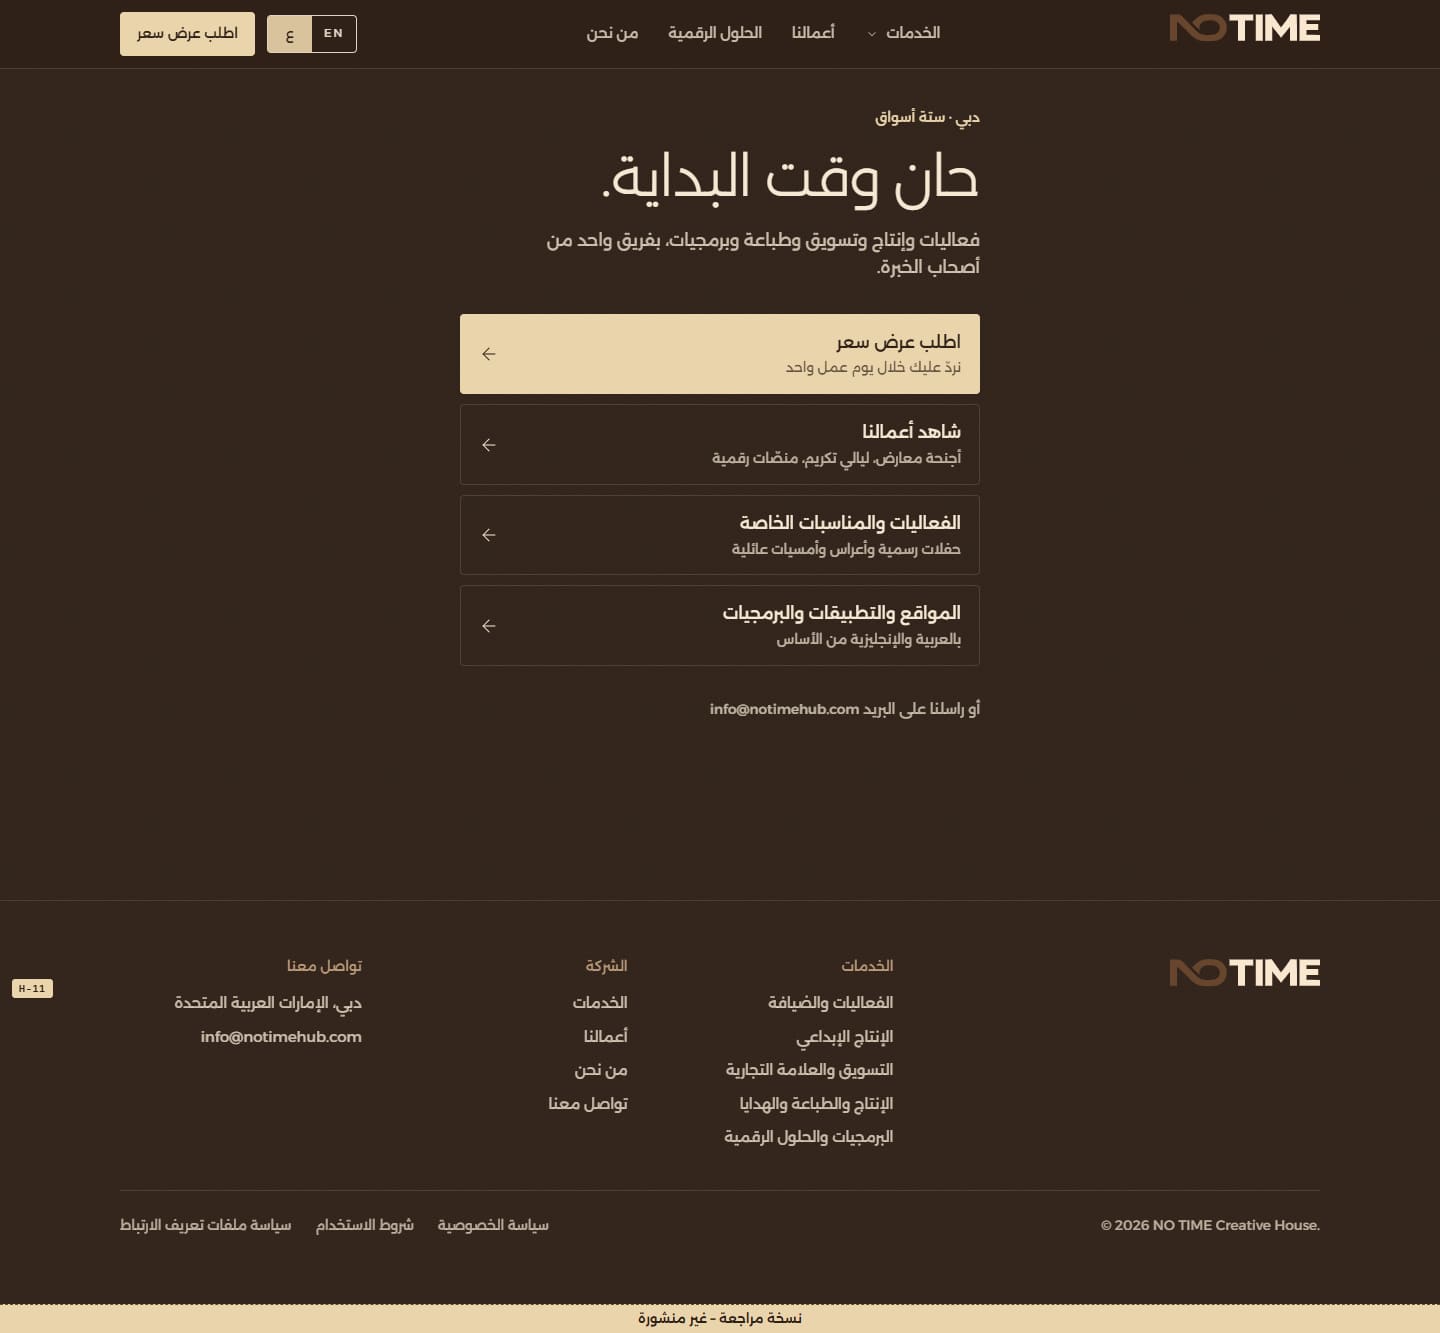 NO TIME
الخدمات
أعمالنا
الحلول الرقمية
من نحن
EN
ع
اطلب عرض سعر
دبي · ستة أسواق
حان وقت البداية.
فعاليات وإنتاج وتسويق وطباعة وبرمجيات، بفريق واحد من
أصحاب الخبرة.
اطلب عرض سعر
نردّ عليك خلال يوم عمل واحد
شاهد أعمالنا
أجنحة معارض، ليالي تكريم، منصّات رقمية
الفعاليات والمناسبات الخاصة
حفلات رسمية وأعراس وأمسيات عائلية
المواقع والتطبيقات والبرمجيات
بالعربية والإنجليزية من الأساس
أو راسلنا على البريد info@notimehub.com
NO TIME
الخدمات
الفعاليات والضيافة
الإنتاج الإبداعي
التسويق والعلامة التجارية
الإنتاج والطباعة والهدايا
البرمجيات والحلول الرقمية
الشركة
الخدمات
أعمالنا
من نحن
تواصل معنا
تواصل معنا
دبي، الإمارات العربية المتحدة
info@notimehub.com
H-11
© 2026 NO TIME Creative House.
سياسة الخصوصية
شروط الاستخدام
سياسة ملفات تعريف الارتباط
نسخة مراجعة – غير منشورة